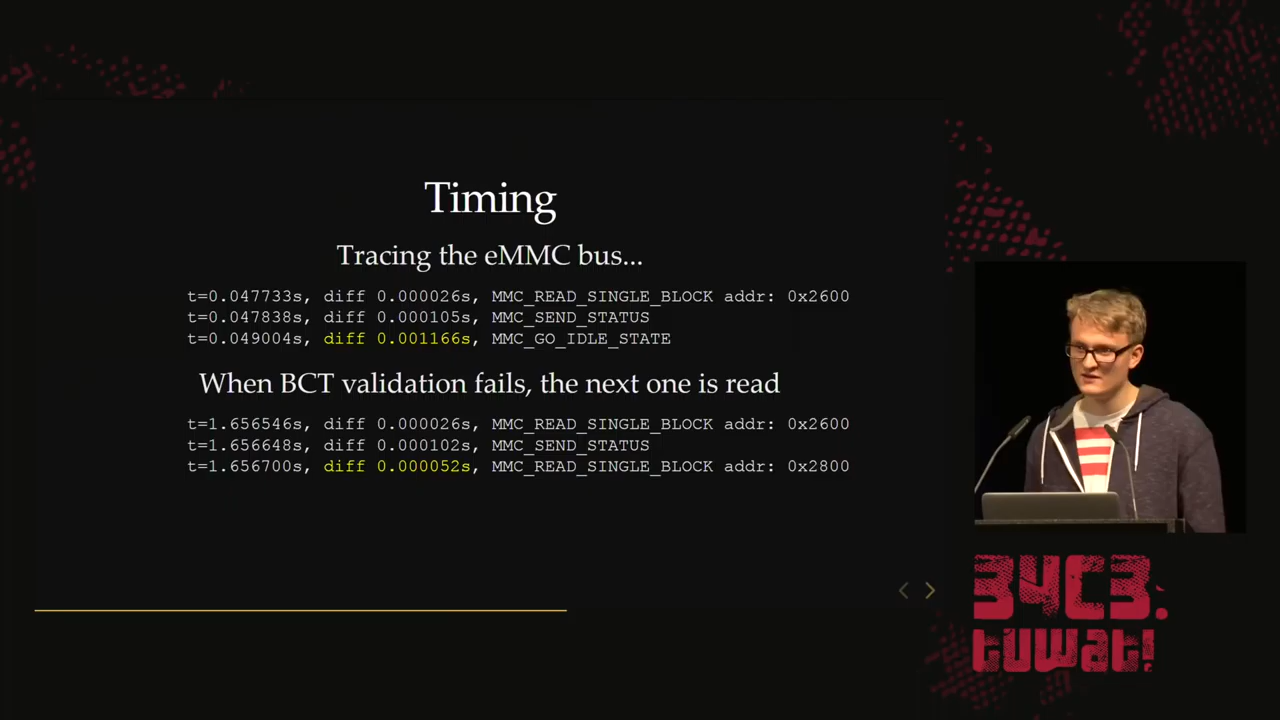 Timing
Tracing the eMMC bus...
t=0.047733s, diff 0.000026s, MMC_READ_SINGLE_BLOCK addr: 0x2600
t=0.047838s, diff 0.000105s, MMC_SEND_STATUS
t=0.049004s, diff 0.001166s, MMC_GO_IDLE_STATE
When BCT validation fails, the next one is read
t=1.656546s, diff 0.000026s, MMC_READ_SINGLE_BLOCK addr: 0x2600
t=1.656648s, diff 0.000102s, MMC_SEND_STATUS
t=1.656700s, diff 0.000052s, MMC_READ_SINGLE_BLOCK addr: 0x2800
34C3.
tuwat!